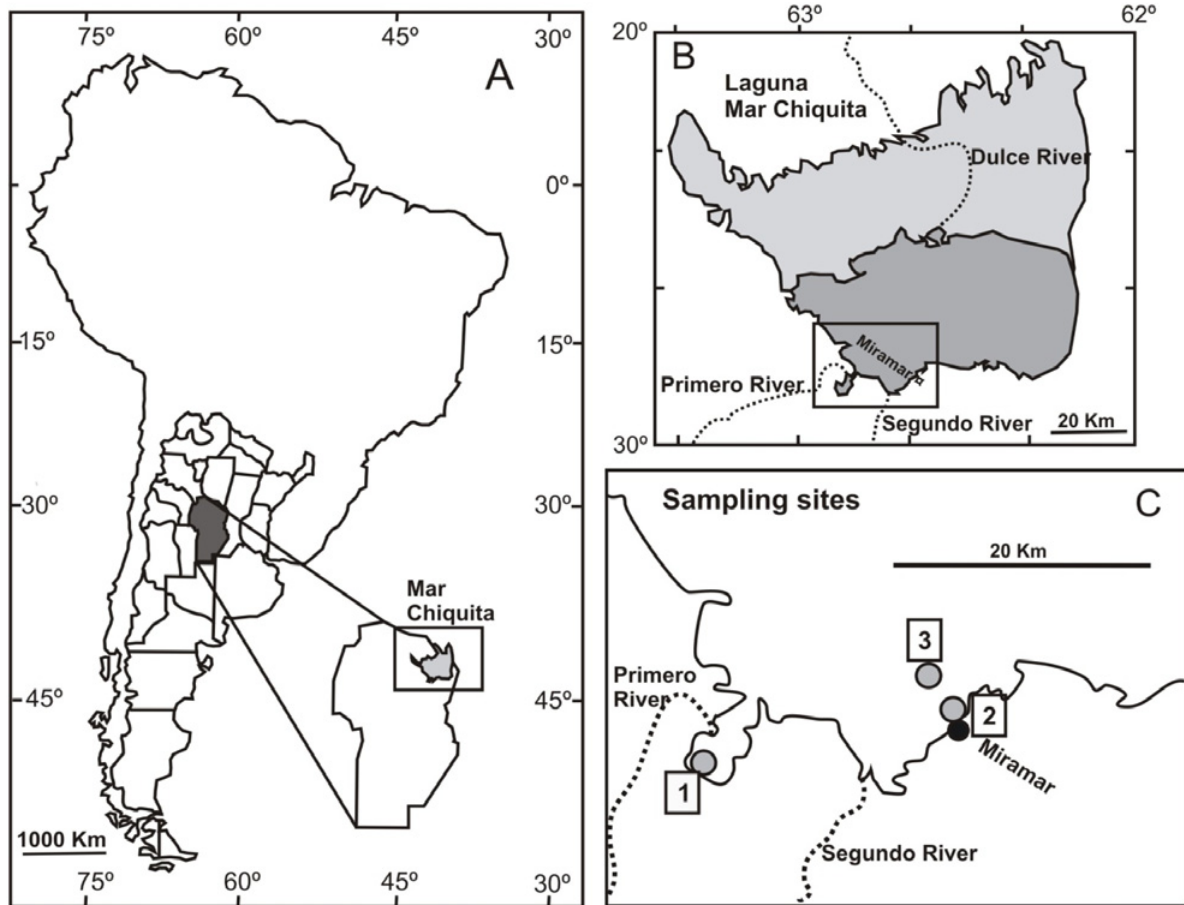 75º 60º 45º 30º
A
0º
15º 15º
30º 30º
45º 45º
Mar
Chiquita
1000 Km
75º 60º 45º 30º
63º 62º
20º
B
Laguna
Mar Chiquita
Dulce River
Miramar
Primero River
Segundo River
20 Km
30º
Sampling sites
C
20 Km
3
Primero
River
2
Miramar
1
Segundo River